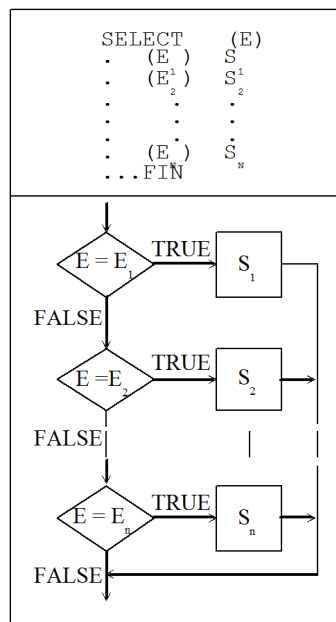 SELECT (E)
. (E₁) S₁
. (E₂) S₂
. . .
. . .
. . .
. (Eₙ) Sₙ
...FIN
E = E₁ TRUE S₁
FALSE
E =E₂ TRUE S₂
FALSE
E = Eₙ TRUE Sₙ
FALSE